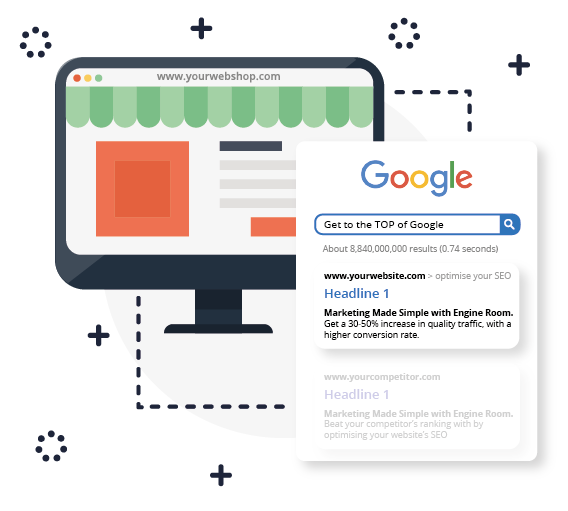 www.yourwebshop.com
Google
Get to the TOP of Google
About 8,840,000,000 results (0.74 seconds)
www.yourwebsite.com > optimise your SEO
Headline 1
Marketing Made Simple with Engine Room.
Get a 30-50% increase in quality traffic, with a
higher conversion rate.
www.yourcompetitor.com
Headline 1
Marketing Made Simple with Engine Room.
Beat your competitor's ranking with by
optimising your website's SEO